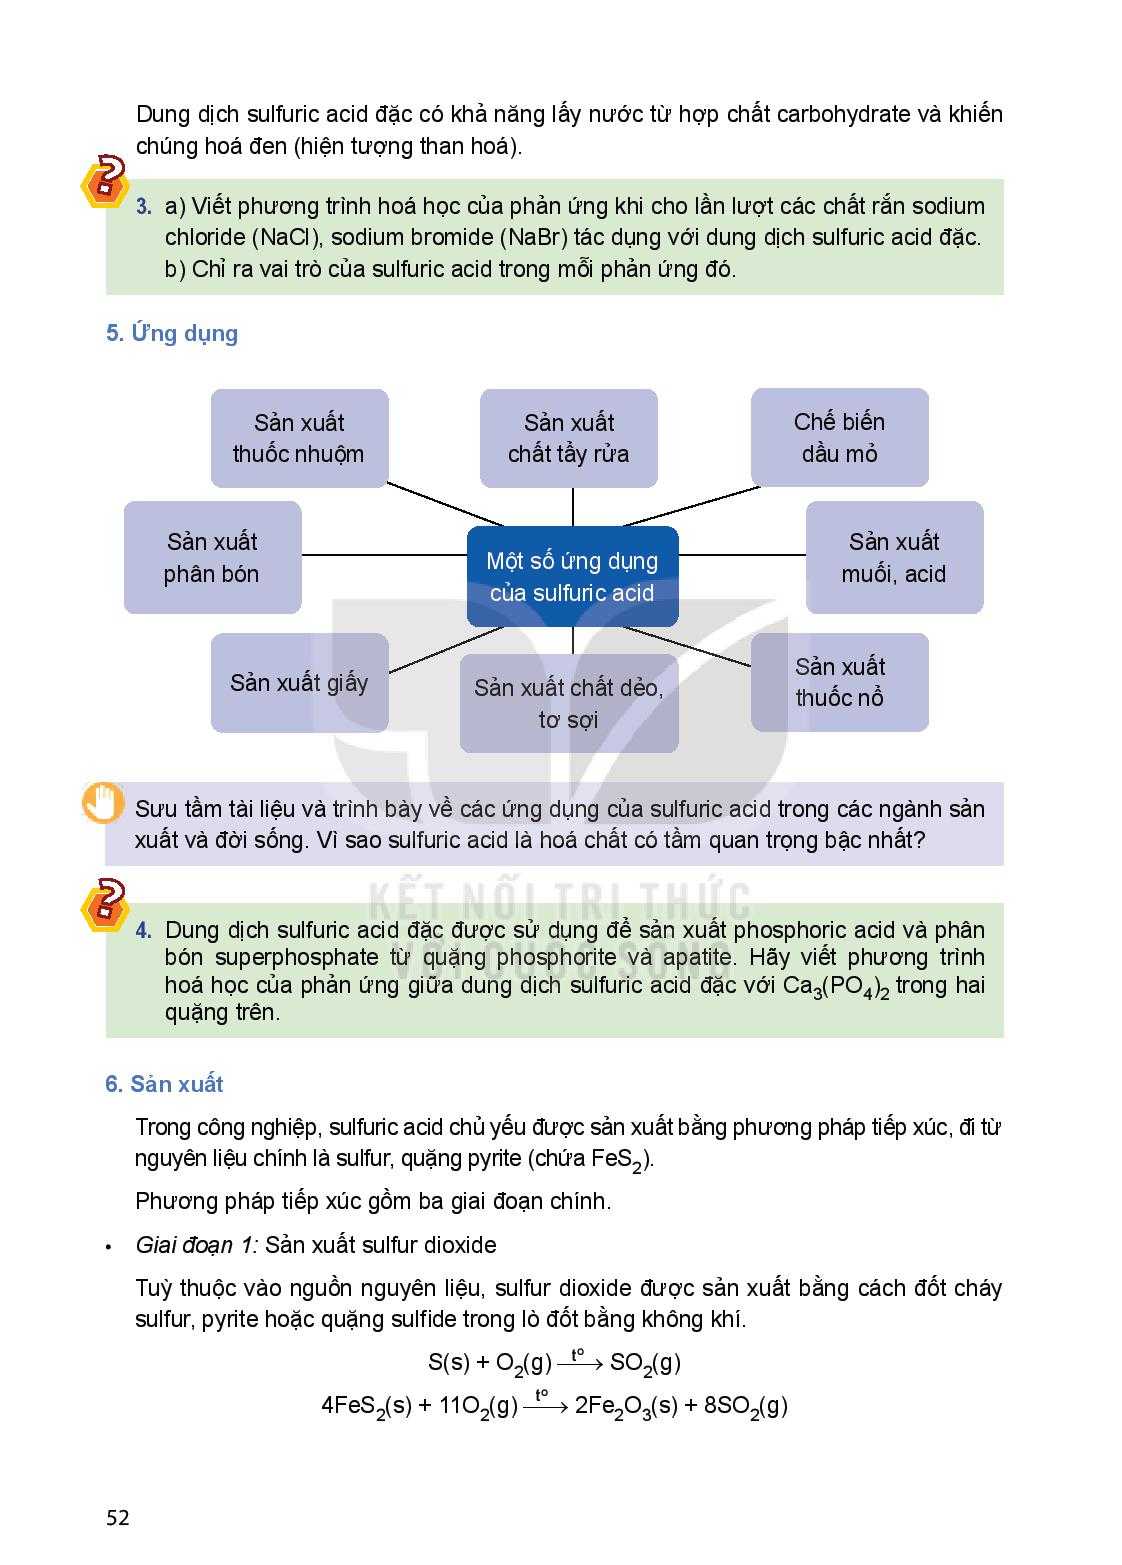 Dung dịch sulfuric acid đặc có khả năng lấy nước từ hợp chất carbohydrate và khiến
chúng hoá đen (hiện tượng than hoá).
3. a) Viết phương trình hoá học của phản ứng khi cho lần lượt các chất rắn sodium
chloride (NaCl), sodium bromide (NaBr) tác dụng với dung dịch sulfuric acid đặc.
b) Chỉ ra vai trò của sulfuric acid trong mỗi phản ứng đó.
5. Ứng dụng
Sản xuất
thuốc nhuộm
Sản xuất
chất tẩy rửa
Chế biến
dầu mỏ
Sản xuất
phân bón
Một số ứng dụng
của sulfuric acid
Sản xuất
muối, acid
Sản xuất giấy
Sản xuất chất dẻo,
tơ sợi
Sản xuất
thuốc nổ
Sưu tầm tài liệu và trình bày về các ứng dụng của sulfuric acid trong các ngành sản
xuất và đời sống. Vì sao sulfuric acid là hoá chất có tầm quan trọng bậc nhất?
KẾT NỐI TRI THỨC
VỚI CUỘC SỐNG
4. Dung dịch sulfuric acid đặc được sử dụng để sản xuất phosphoric acid và phân
bón superphosphate từ quặng phosphorite và apatite. Hãy viết phương trình
hoá học của phản ứng giữa dung dịch sulfuric acid đặc với Ca₃(PO₄)₂ trong hai
quặng trên.
6. Sản xuất
Trong công nghiệp, sulfuric acid chủ yếu được sản xuất bằng phương pháp tiếp xúc, đi từ
nguyên liệu chính là sulfur, quặng pyrite (chứa FeS₂).
Phương pháp tiếp xúc gồm ba giai đoạn chính.
• Giai đoạn 1: Sản xuất sulfur dioxide
Tuỳ thuộc vào nguồn nguyên liệu, sulfur dioxide được sản xuất bằng cách đốt cháy
sulfur, pyrite hoặc quặng sulfide trong lò đốt bằng không khí.
S(s) + O₂(g) —tº→ SO₂(g)
4FeS₂(s) + 11O₂(g) —tº→ 2Fe₂O₃(s) + 8SO₂(g)
52